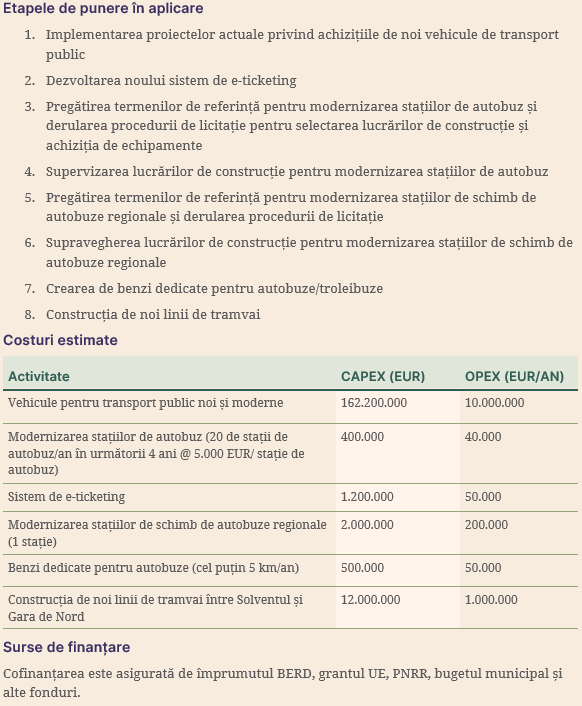 Etapele de punere în aplicare
1. Implementarea proiectelor actuale privind achizițiile de noi vehicule de transport
public
2. Dezvoltarea noului sistem de e-ticketing
3. Pregătirea termenilor de referință pentru modernizarea stațiilor de autobuz și
derularea procedurii de licitație pentru selectarea lucrărilor de construcție și
achiziția de echipamente
4. Supervizarea lucrărilor de construcție pentru modernizarea stațiilor de autobuz
5. Pregătirea termenilor de referință pentru modernizarea stațiilor de schimb de
autobuze regionale și derularea procedurii de licitație
6. Supravegherea lucrărilor de construcție pentru modernizarea stațiilor de schimb de
autobuze regionale
7. Crearea de benzi dedicate pentru autobuze/troleibuze
8. Construcția de noi linii de tramvai
Costuri estimate
Activitate CAPEX (EUR) OPEX (EUR/AN)
Vehicule pentru transport public noi și moderne 162.200.000 10.000.000
Modernizarea stațiilor de autobuz (20 de stații de 400.000 40.000
autobuz/an în următorii 4 ani @ 5.000 EUR/ stație de
autobuz)
Sistem de e-ticketing 1.200.000 50.000
Modernizarea stațiilor de schimb de autobuze regionale 2.000.000 200.000
(1 stație)
Benzi dedicate pentru autobuze (cel puțin 5 km/an) 500.000 50.000
Construcția de noi linii de tramvai între Solventul și 12.000.000 1.000.000
Gara de Nord
Surse de finanțare
Cofinanțarea este asigurată de împrumutul BERD, grantul UE, PNRR, bugetul municipal și
alte fonduri.